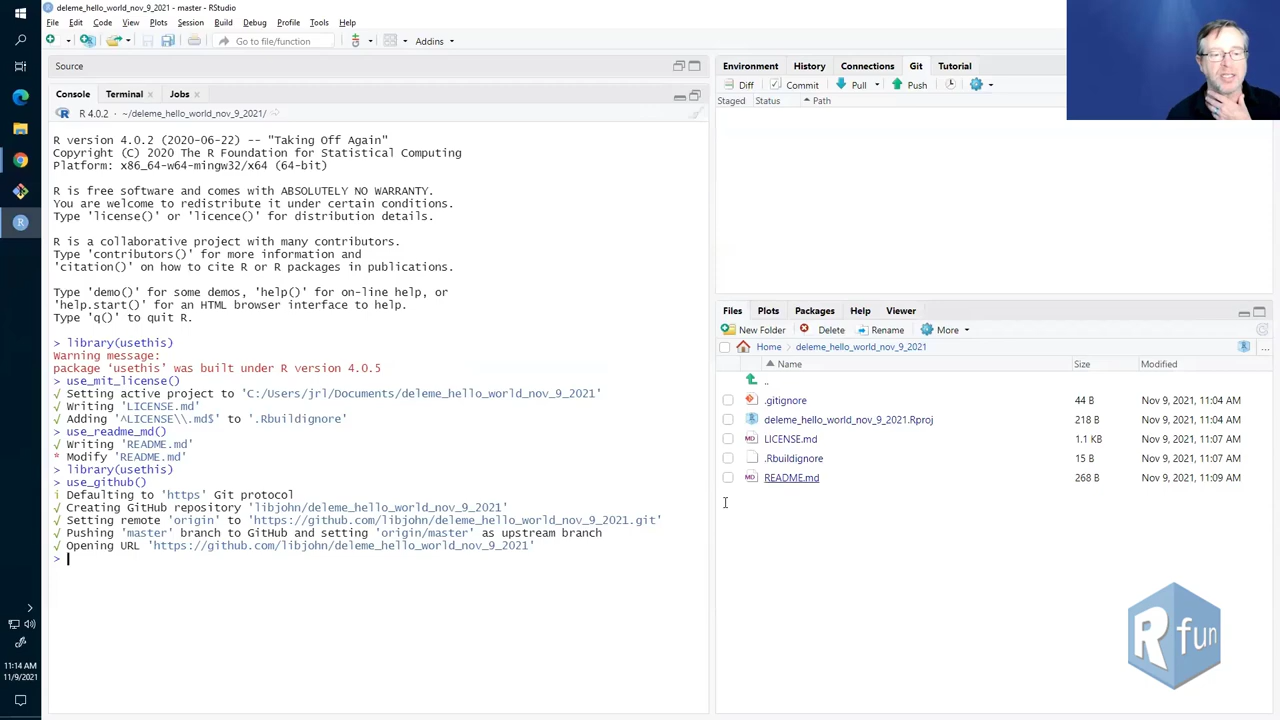 deleme_hello_world_nov_9_2021 - master - RStudio
File Edit Code View Plots Session Build Debug Profile Tools Help
Go to file/function Addins
Source
Console Terminal Jobs
R 4.0.2 · ~/deleme_hello_world_nov_9_2021/
R version 4.0.2 (2020-06-22) -- "Taking Off Again"
Copyright (C) 2020 The R Foundation for Statistical Computing
Platform: x86_64-w64-mingw32/x64 (64-bit)
R is free software and comes with ABSOLUTELY NO WARRANTY.
You are welcome to redistribute it under certain conditions.
Type 'license()' or 'licence()' for distribution details.
R is a collaborative project with many contributors.
Type 'contributors()' for more information and
'citation()' on how to cite R or R packages in publications.
Type 'demo()' for some demos, 'help()' for on-line help, or
'help.start()' for an HTML browser interface to help.
Type 'q()' to quit R.
> library(usethis)
Warning message:
package 'usethis' was built under R version 4.0.5
> use_mit_license()
√ Setting active project to 'C:/Users/jrl/Documents/deleme_hello_world_nov_9_2021'
√ Writing 'LICENSE.md'
√ Adding '^LICENSE\\.md$' to '.Rbuildignore'
> use_readme_md()
√ Writing 'README.md'
* Modify 'README.md'
> library(usethis)
> use_github()
i Defaulting to 'https' Git protocol
√ Creating GitHub repository 'libjohn/deleme_hello_world_nov_9_2021'
√ Setting remote 'origin' to 'https://github.com/libjohn/deleme_hello_world_nov_9_2021.git'
√ Pushing 'master' branch to GitHub and setting 'origin/master' as upstream branch
√ Opening URL 'https://github.com/libjohn/deleme_hello_world_nov_9_2021'
>
Environment History Connections Git Tutorial
Diff Commit Pull Push
Staged Status Path
Files Plots Packages Help Viewer
New Folder Delete Rename More
Home deleme_hello_world_nov_9_2021
Name Size Modified
..
.gitignore 44 B Nov 9, 2021, 11:04 AM
deleme_hello_world_nov_9_2021.Rproj 218 B Nov 9, 2021, 11:04 AM
LICENSE.md 1.1 KB Nov 9, 2021, 11:07 AM
.Rbuildignore 15 B Nov 9, 2021, 11:07 AM
README.md 268 B Nov 9, 2021, 11:09 AM
R fun
11:14 AM
11/9/2021